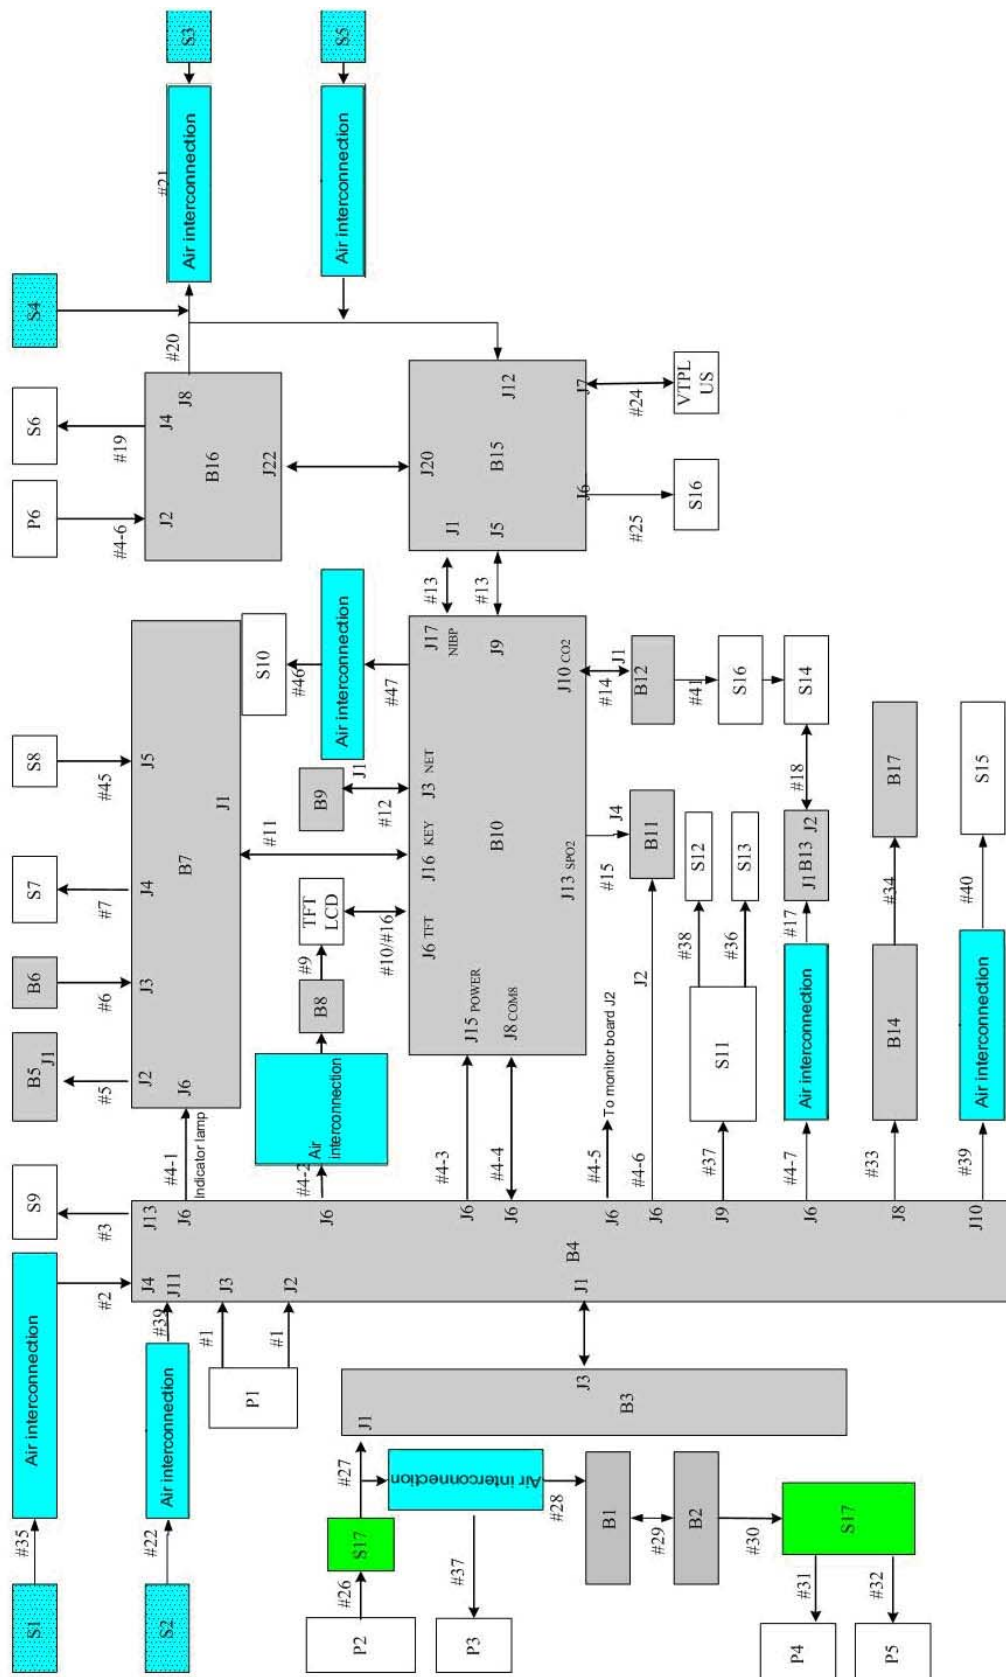 S1
#35
Air interconnection
S9
B5
J1
B6
S7
S8
P6
S6
S4
#2
#3
#5
#6
#7
#45
#4-6
#19
J4
J13
J2
J3
J4
J5
J2
J4
#20
#21
S2
#22
Air interconnection
#39
J11
J6
#4-1
Indicator lamp
J6
B7
J1
B16
J8
J22
Air interconnection
S3
P1
#1
J3
#1
J2
#11
S10
#46
#4-2
J6
Air
interconnection
B8
#9
TFT
LCD
B9
J1
Air interconnection
Air interconnection
S5
P2
#26
S17
#27
J1
#10/#16
#12
#47
J6 TFT
J16 KEY
J3 NET
J17
NIBP
#13
J1
J20
P3
#37
Air interconnection
#4-3
J6
J15 POWER
B10
J9
#13
J5
B15
J12
#4-4
J6
J8 COM8
J13 SPO2
J10 CO2
J6
J7
#28
B3
J3
J1
B4
#4-5
J6
To monitor board J2
#15
J4
#14
J1
#25
#24
B1
#29
B2
#4-6
J6
J2
B11
B12
S16
VTPL
US
#30
#37
J9
S11
#38
S12
#36
S13
#41
S16
P4
#31
S17
#32
P5
#4-7
J6
Air interconnection
#17
J1
B13
J2
#18
S14
#33
J8
B14
#34
B17
#39
J10
Air interconnection
#40
S15